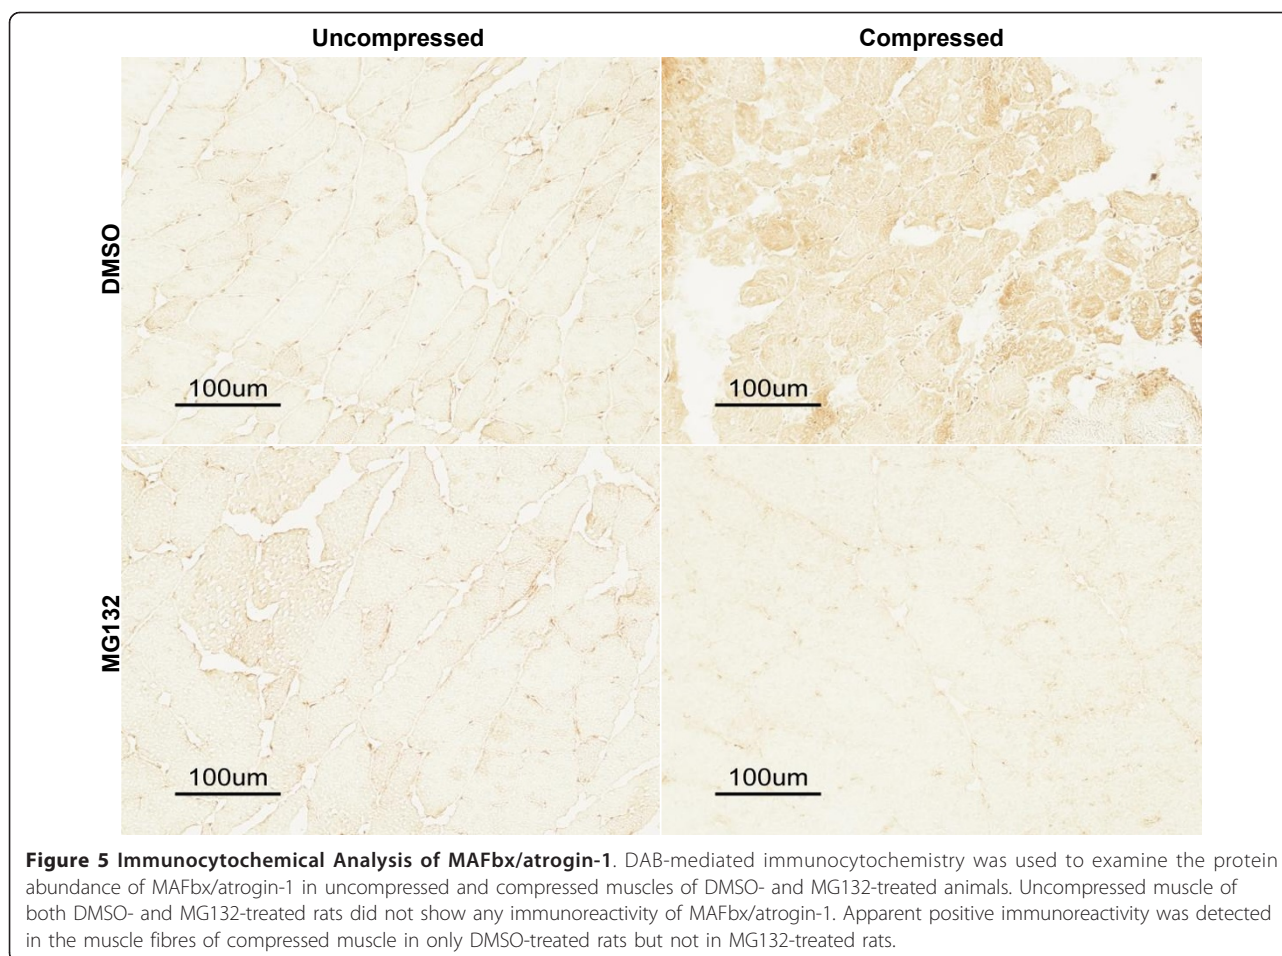 Uncompressed
Compressed
DMSO
100um
100um
MG132
100um
100um
Figure 5 Immunocytochemical Analysis of MAFbx/atrogin-1. DAB-mediated immunocytochemistry was used to examine the protein
abundance of MAFbx/atrogin-1 in uncompressed and compressed muscles of DMSO- and MG132-treated animals. Uncompressed muscle of
both DMSO- and MG132-treated rats did not show any immunoreactivity of MAFbx/atrogin-1. Apparent positive immunoreactivity was detected
in the muscle fibres of compressed muscle in only DMSO-treated rats but not in MG132-treated rats.